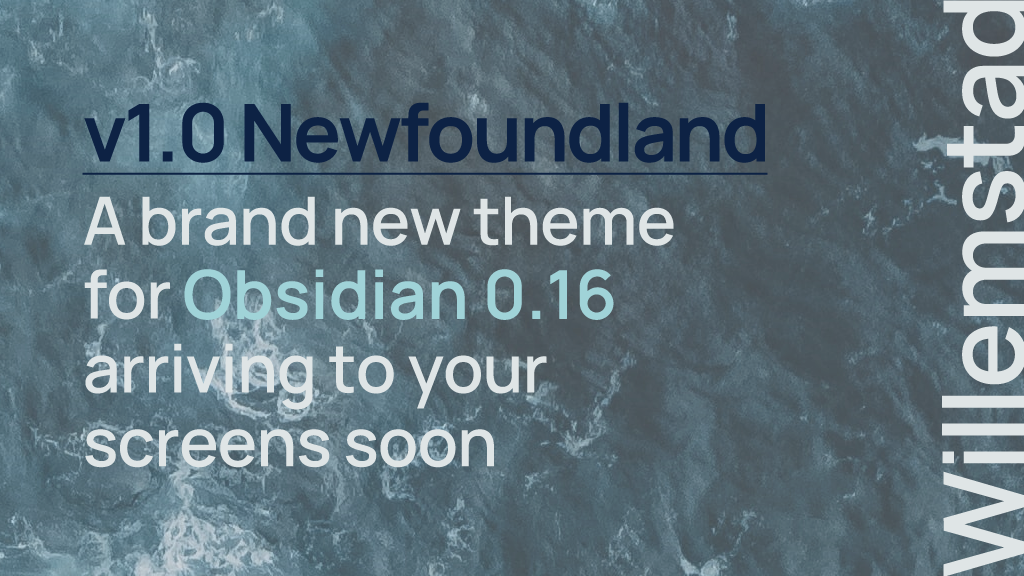 v1.0 Newfoundland
A brand new theme
for Obsidian 0.16
arriving to your
screens soon
Willemstad